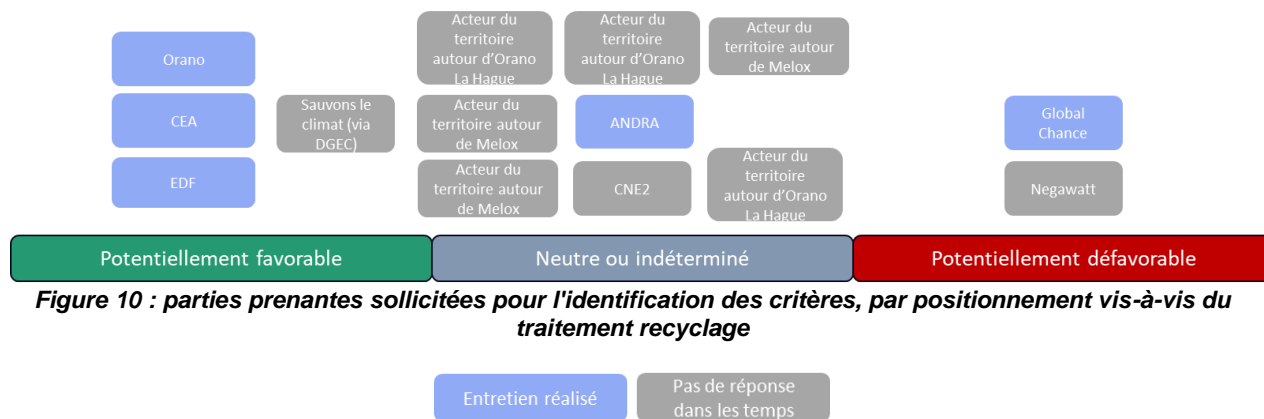 Orano
CEA
EDF
Sauvons le
climat (via
DGEC)
Acteur du
territoire
autour d'Orano
La Hague
Acteur du
territoire
autour d'Orano
La Hague
Acteur du
territoire autour
de Melox
Acteur du
territoire autour
de Melox
ANDRA
Acteur du
territoire autour
de Melox
CNE2
Acteur du
territoire
autour d'Orano
La Hague
Global
Chance
Negawatt
Potentiellement favorable
Neutre ou indéterminé
Potentiellement défavorable
Figure 10 : parties prenantes sollicitées pour l'identification des critères, par positionnement vis-à-vis du
traitement recyclage
Entretien réalisé
Pas de réponse
dans les temps